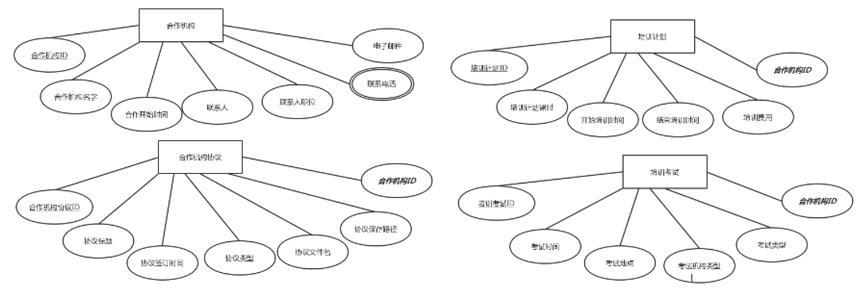 合作机构
合作机构ID
合作机构名字
合作开始时间
联系人
联系人职位
联系电话
电子邮件
培训计划
培训计划ID
培训计划课时
开始培训时间
结束培训时间
培训费用
合作机构ID
合作机构协议
合作机构协议ID
协议标题
协议签订时间
协议类型
协议文件名
协议保存路径
合作机构ID
培训考试
培训考试ID
考试时间
考试地点
考试机构类型
考试类型
合作机构ID